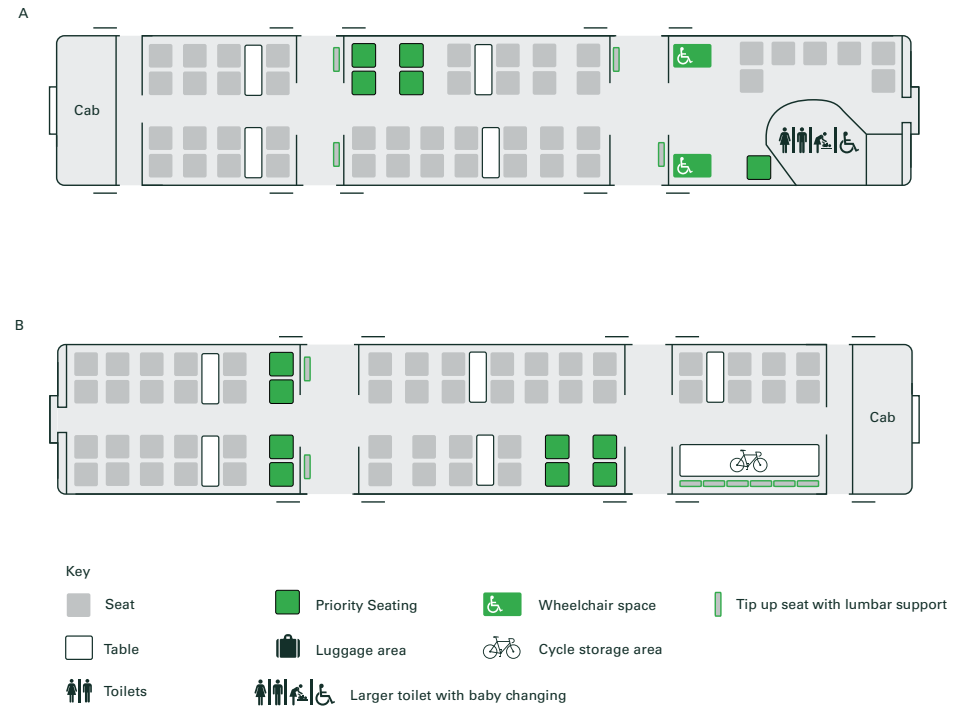 A
Cab
B
Cab
Key
Seat
Priority Seating
Wheelchair space
Tip up seat with lumbar support
Table
Luggage area
Cycle storage area
Toilets
Larger toilet with baby changing